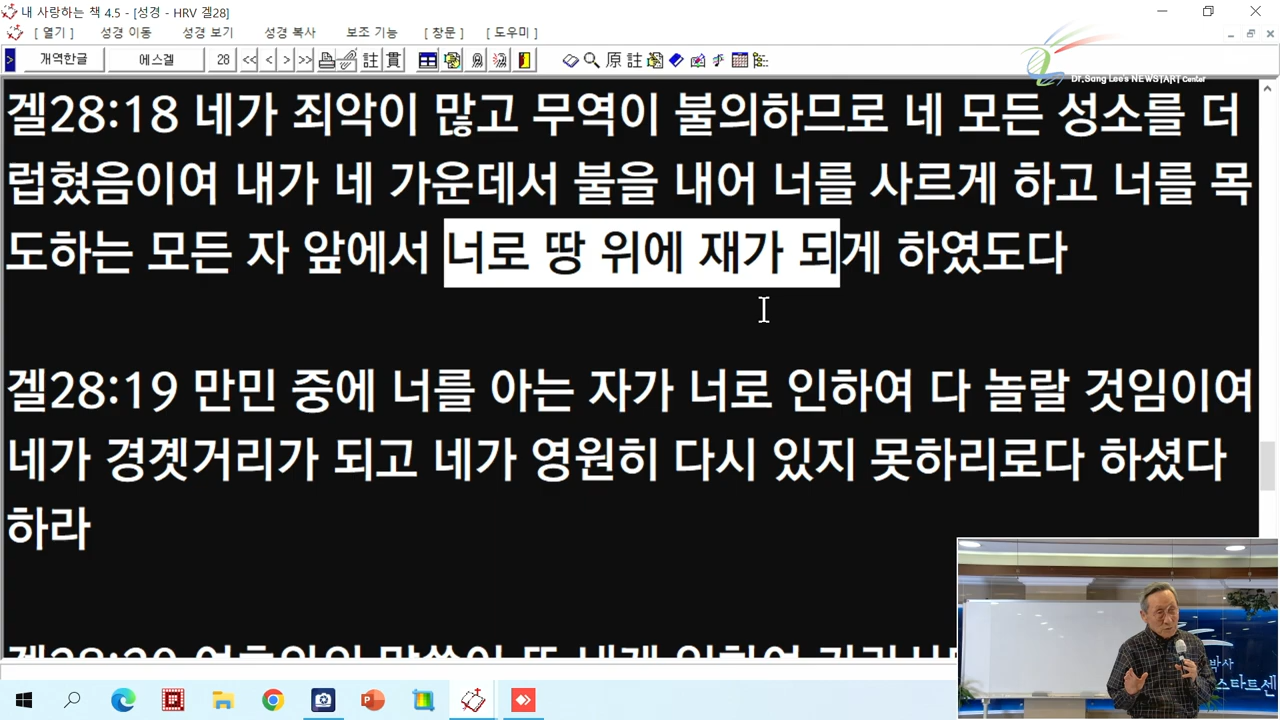 내 사랑하는 책 4.5 - [성경 - HRV 겔28]
[ 열기 ] 성경 이동 성경 보기 성경 복사 보조 기능 [ 창문 ] [ 도우미 ]
> 개역한글 에스겔 28 << < > >> 註 貫 原 註
Dr.Sang Lee's NEWSTART Center
겔28:18 네가 죄악이 많고 무역이 불의하므로 네 모든 성소를 더
럽혔음이여 내가 네 가운데서 불을 내어 너를 사르게 하고 너를 목
도하는 모든 자 앞에서 너로 땅 위에 재가 되게 하였도다
겔28:19 만민 중에 너를 아는 자가 너로 인하여 다 놀랄 것임이여
네가 경곗거리가 되고 네가 영원히 다시 있지 못하리로다 하셨다
하라
박사
스타트센